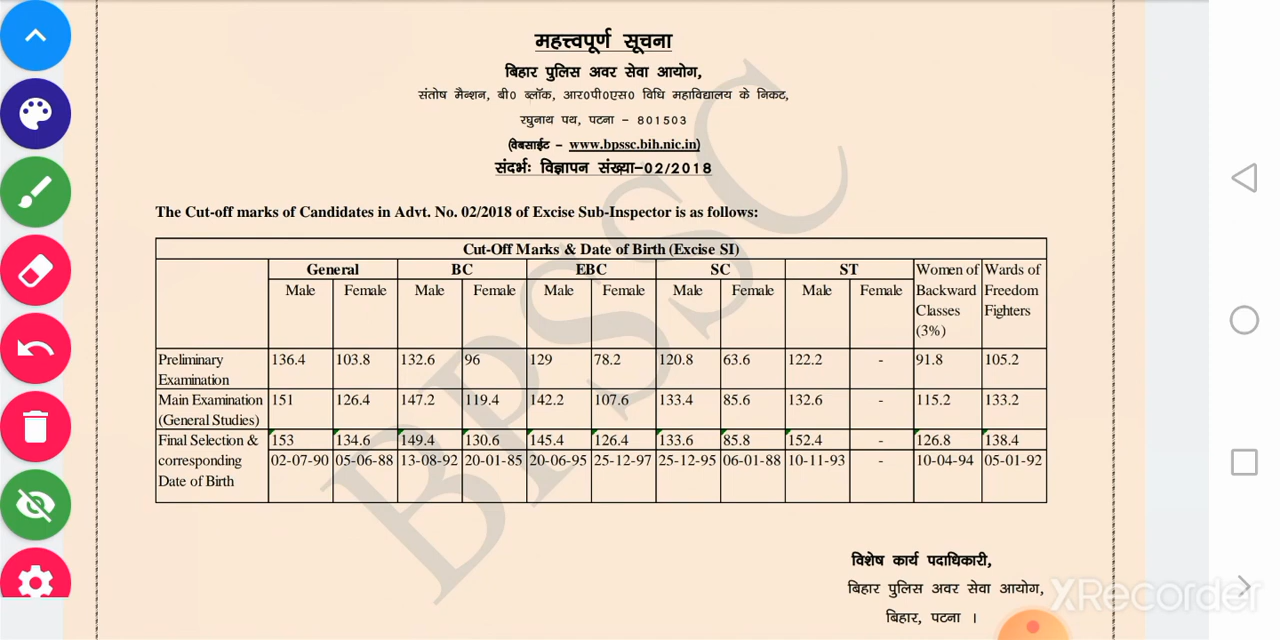 महत्त्वपूर्ण सूचना
बिहार पुलिस अवर सेवा आयोग,
संतोष मैन्शन, बी0 ब्लॉक, आर0पी0एस0 विधि महाविद्यालय के निकट,
रघुनाथ पथ, पटना – 801503
(वेबसाईट – www.bpssc.bih.nic.in)
संदर्भः विज्ञापन संख्या–02/2018
The Cut-off marks of Candidates in Advt. No. 02/2018 of Excise Sub-Inspector is as follows:
Cut-Off Marks & Date of Birth (Excise SI)
General BC EBC SC ST Women of Wards of
Male Female Male Female Male Female Male Female Male Female Backward Freedom
Classes Fighters
(3%)
Preliminary 136.4 103.8 132.6 96 129 78.2 120.8 63.6 122.2 - 91.8 105.2
Examination
Main Examination 151 126.4 147.2 119.4 142.2 107.6 133.4 85.6 132.6 - 115.2 133.2
(General Studies)
Final Selection & 153 134.6 149.4 130.6 145.4 126.4 133.6 85.8 152.4 - 126.8 138.4
corresponding 02-07-90 05-06-88 13-08-92 20-01-85 20-06-95 25-12-97 25-12-95 06-01-88 10-11-93 - 10-04-94 05-01-92
Date of Birth
BPSSC
विशेष कार्य पदाधिकारी,
बिहार पुलिस अवर सेवा आयोग,
बिहार, पटना ।
XRecorder